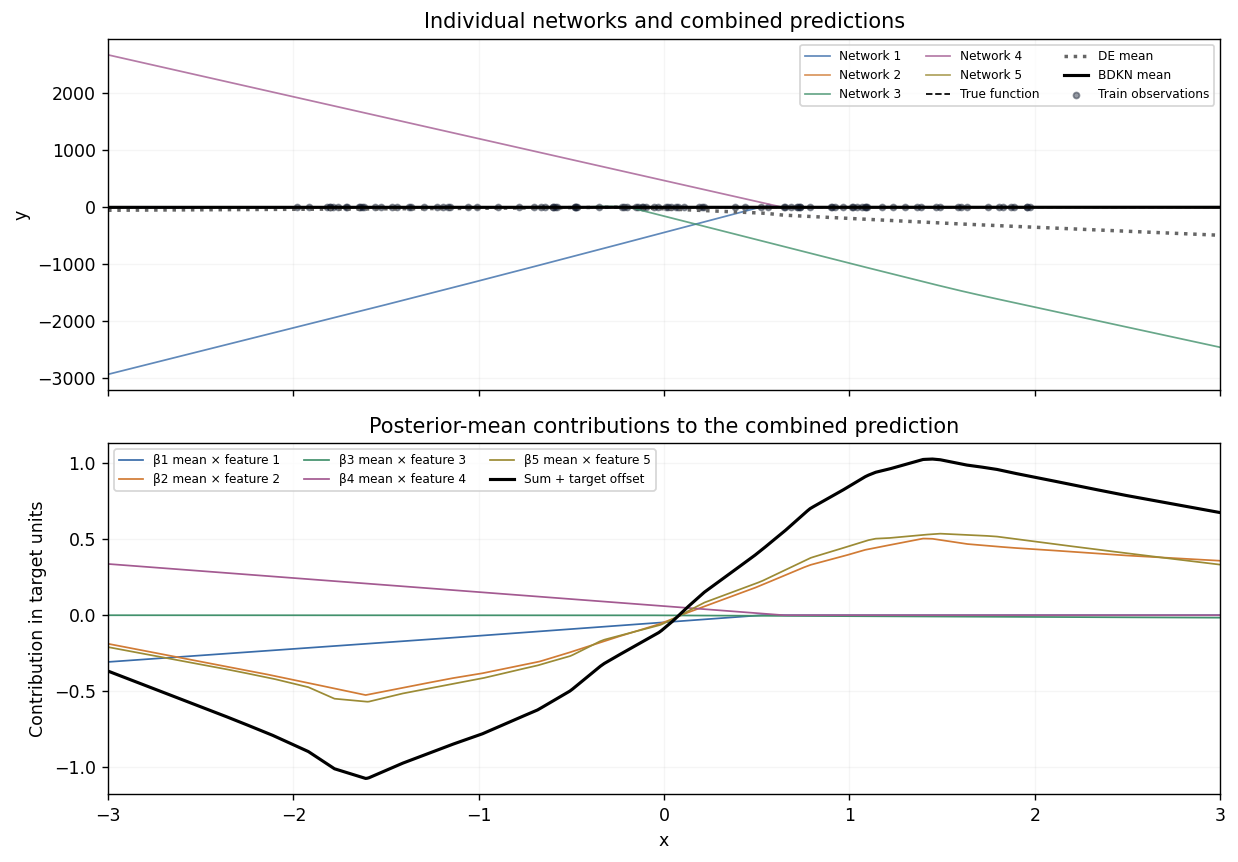 Individual networks and combined predictions
Network 1
Network 2
Network 3
Network 4
Network 5
True function
DE mean
BDKN mean
Train observations
2000
1000
0
−1000
−2000
−3000
y
Posterior-mean contributions to the combined prediction
β1 mean × feature 1
β2 mean × feature 2
β3 mean × feature 3
β4 mean × feature 4
β5 mean × feature 5
Sum + target offset
1.0
0.5
0.0
−0.5
−1.0
Contribution in target units
−3
−2
−1
0
1
2
3
x